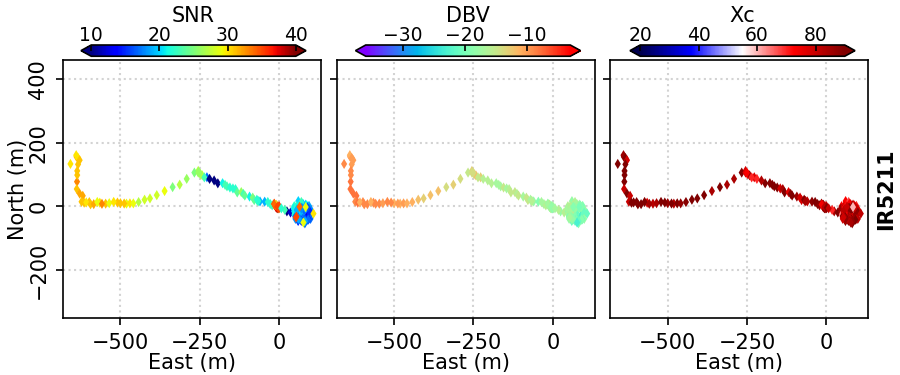 SNR DBV Xc
10 20 30 40 −30 −20 −10 20 40 60 80
400
200
0
−200
North (m)
IR5211
−500 −250 0 −500 −250 0 −500 −250 0
East (m) East (m) East (m)